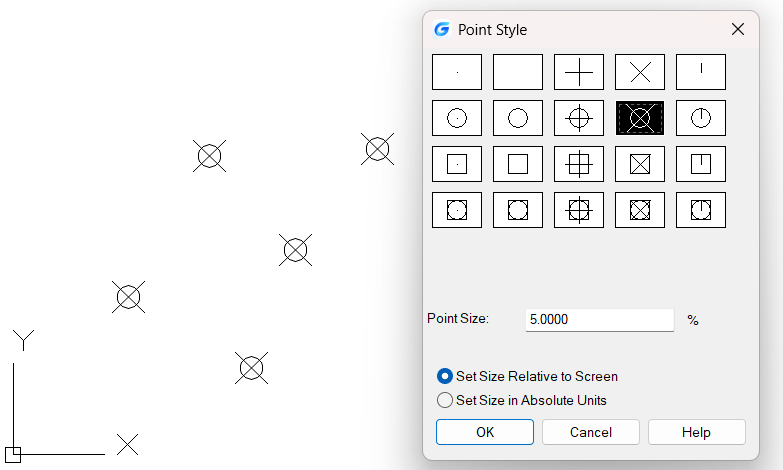 Point Style
Point Size:
5.0000
%
Set Size Relative to Screen
Set Size in Absolute Units
OK
Cancel
Help
Y
X